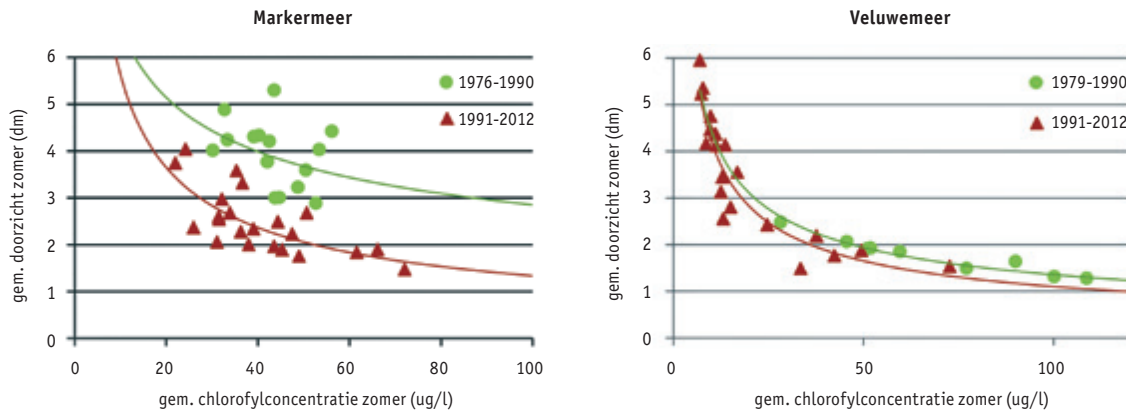 Markermeer
gem. doorzicht zomer (dm)
6
5
4
3
2
1
0
1976-1990
1991-2012
0 20 40 60 80 100
gem. chlorofylconcentratie zomer (ug/l)
Veluwemeer
gem. doorzicht zomer (dm)
6
5
4
3
2
1
0
1979-1990
1991-2012
0 50 100
gem. chlorofylconcentratie zomer (ug/l)